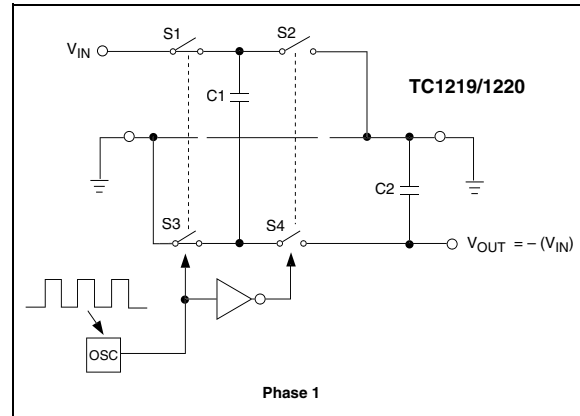 S1
S2
V_IN
TC1219/1220
C1
C2
S3
S4
V_OUT = – (V_IN)
OSC
Phase 1